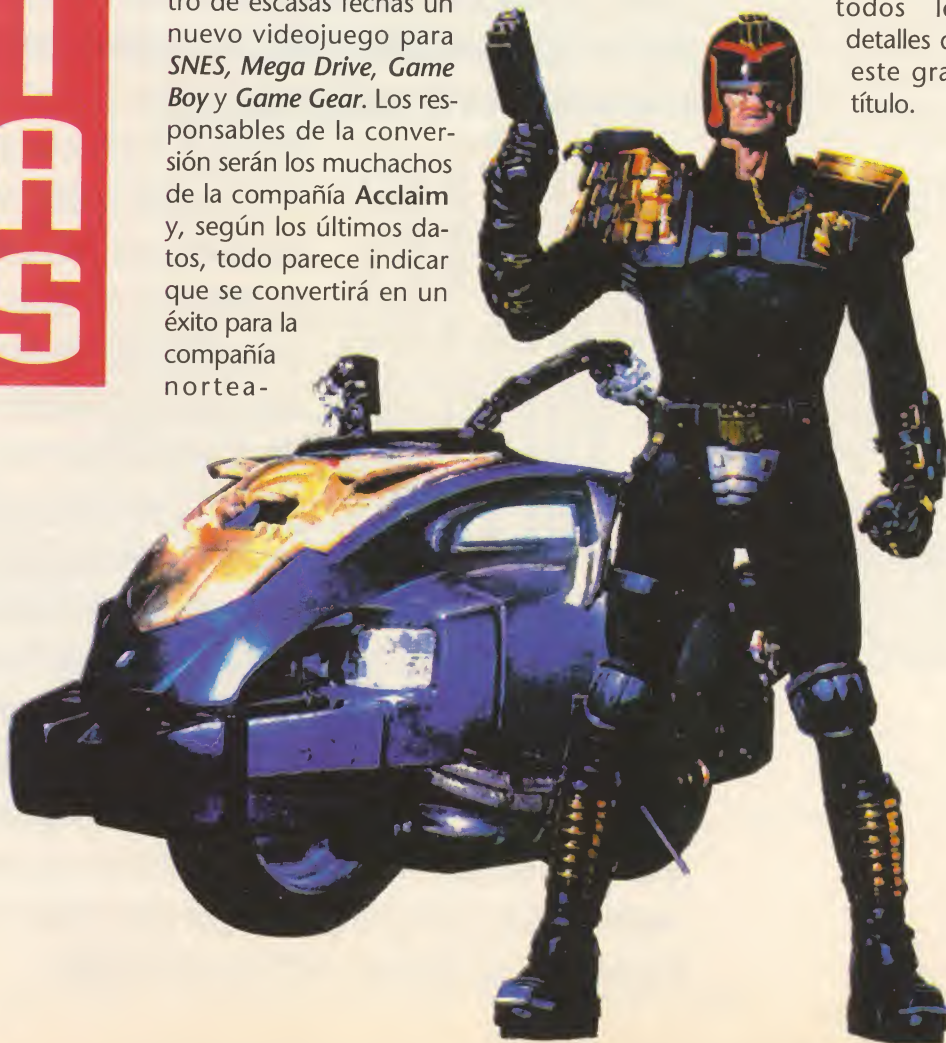 tro de escasas fechas un
nuevo videojuego para
SNES, Mega Drive, Game
Boy y Game Gear. Los res-
ponsables de la conver-
sión serán los muchachos
de la compañía Acclaim
y, según los últimos da-
tos, todo parece indicar
que se convertirá en un
éxito para la
compañía
nortea-
todos
detalles
este
título.
I
A
S